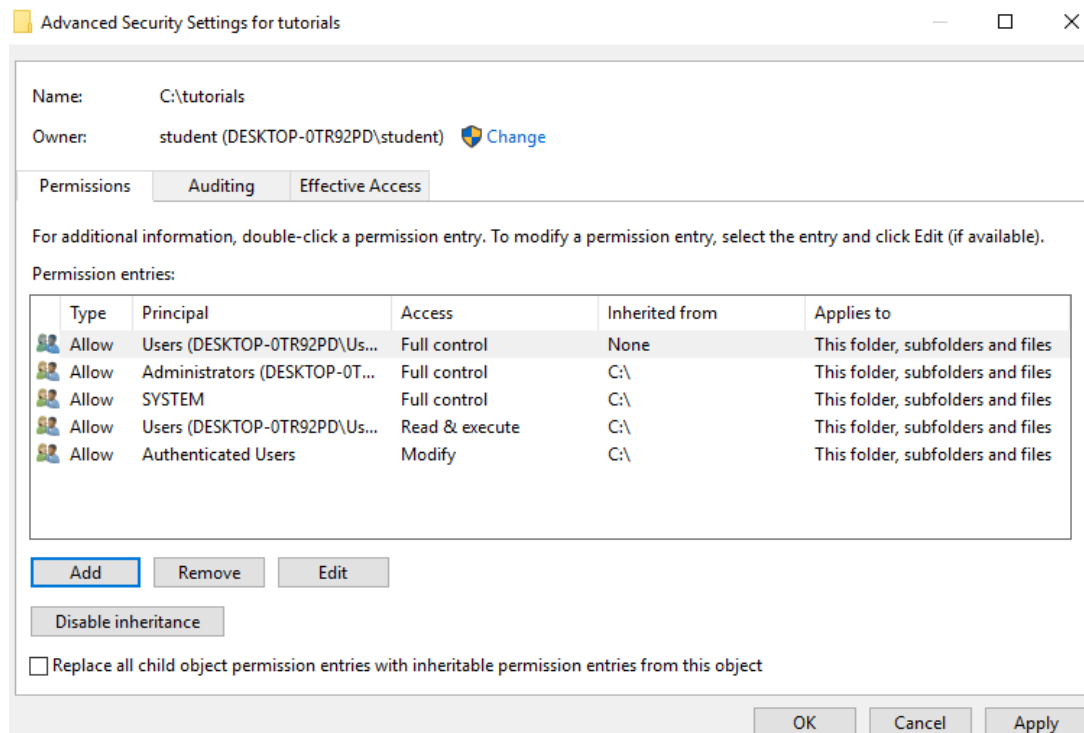 Advanced Security Settings for tutorials
Name: C:\tutorials
Owner: student (DESKTOP-0TR92PD\student) Change
Permissions Auditing Effective Access
For additional information, double-click a permission entry. To modify a permission entry, select the entry and click Edit (if available).
Permission entries:
Type Principal Access Inherited from Applies to
Allow Users (DESKTOP-0TR92PD\Us... Full control None This folder, subfolders and files
Allow Administrators (DESKTOP-0T... Full control C:\ This folder, subfolders and files
Allow SYSTEM Full control C:\ This folder, subfolders and files
Allow Users (DESKTOP-0TR92PD\Us... Read & execute C:\ This folder, subfolders and files
Allow Authenticated Users Modify C:\ This folder, subfolders and files
Add Remove Edit
Disable inheritance
Replace all child object permission entries with inheritable permission entries from this object
OK Cancel Apply